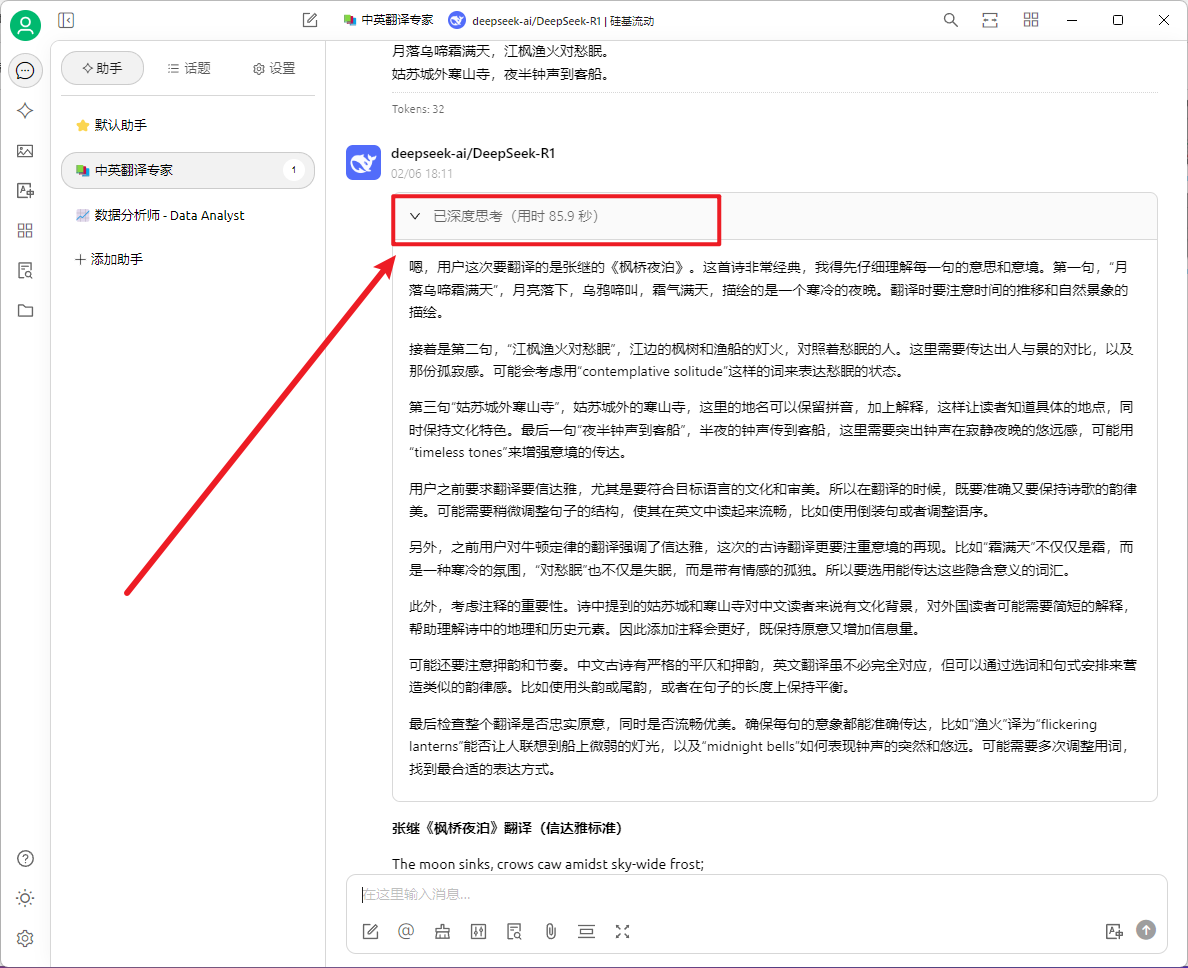 中英翻译专家
deepseek-ai/DeepSeek-R1 | 硅基流动
助手
话题
设置
默认助手
中英翻译专家
1
数据分析师 - Data Analyst
添加助手
月落乌啼霜满天，江枫渔火对愁眠。
姑苏城外寒山寺，夜半钟声到客船。
Tokens: 32
deepseek-ai/DeepSeek-R1
02/06 18:11
已深度思考（用时 85.9 秒）
嗯，用户这次要翻译的是张继的《枫桥夜泊》。这首诗非常经典，我得先仔细理解每一句的意思和意境。第一句，“月
落乌啼霜满天”，月亮落下，乌鸦啼叫，霜气满天，描绘的是一个寒冷的夜晚。翻译时要注意时间的推移和自然景象的
描绘。
接着是第二句，“江枫渔火对愁眠”，江边的枫树和渔船的灯火，对照着愁眠的人。这里需要传达出人与景的对比，以及
那份孤寂感。可能会考虑用“contemplative solitude”这样的词来表达愁眠的状态。
第三句“姑苏城外寒山寺”，姑苏城外的寒山寺，这里的地名可以保留拼音，加上解释，这样让读者知道具体的地点，同
时保持文化特色。最后一句“夜半钟声到客船”，半夜的钟声传到客船，这里需要突出钟声在寂静夜晚的悠远感，可能用
“timeless tones”来增强意境的传达。
用户之前要求翻译要信达雅，尤其是要符合目标语言的文化和审美。所以在翻译的时候，既要准确又要保持诗歌的韵律
美。可能需要稍微调整句子的结构，使其在英文中读起来流畅，比如使用倒装句或者调整语序。
另外，之前用户对牛顿定律的翻译强调了信达雅，这次的古诗翻译更要注重意境的再现。比如“霜满天”不仅仅是霜，而
是一种寒冷的氛围，“对愁眠”也不仅是失眠，而是带有情感的孤独。所以要选用能传达这些隐含意义的词汇。
此外，考虑注释的重要性。诗中提到的姑苏城和寒山寺对中文读者来说有文化背景，对外国读者可能需要简短的解释，
帮助理解诗中的地理和历史元素。因此添加注释会更好，既保持原意又增加信息量。
可能还要注意押韵和节奏。中文古诗有严格的平仄和押韵，英文翻译虽不必完全对应，但可以通过选词和句式安排来营
造类似的韵律感。比如使用头韵或尾韵，或者在句子的长度上保持平衡。
最后检查整个翻译是否忠实原意，同时是否流畅优美。确保每句的意象都能准确传达，比如“渔火”译为“flickering
lanterns”能否让人联想到船上微弱的灯光，以及“midnight bells”如何表现钟声的突然和悠远。可能需要多次调整用词，
找到最合适的表达方式。
张继《枫桥夜泊》翻译（信达雅标准）
The moon sinks, crows caw amidst sky-wide frost;
在这里输入消息...